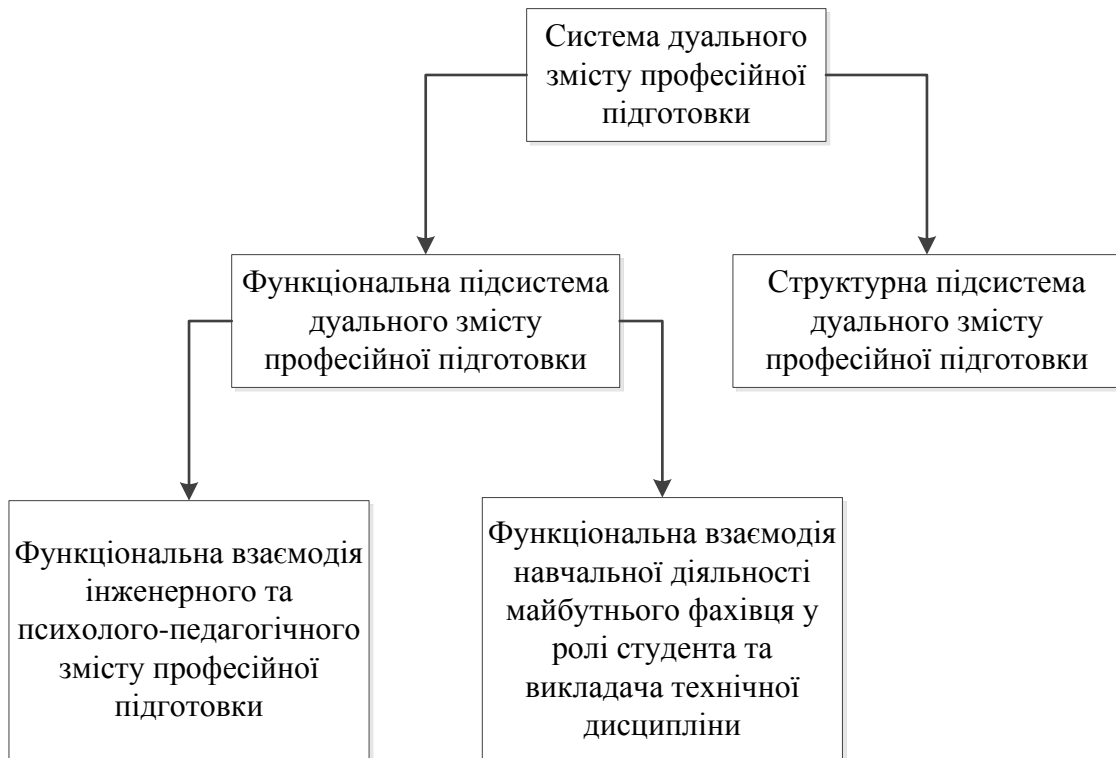 Система дуального
змісту професійної
підготовки
Функціональна підсистема
дуального змісту
професійної підготовки
Структурна підсистема
дуального змісту
професійної підготовки
Функціональна взаємодія
інженерного та
психолого-педагогічного
змісту професійної
підготовки
Функціональна взаємодія
навчальної діяльності
майбутнього фахівця у
ролі студента та
викладача технічної
дисципліни